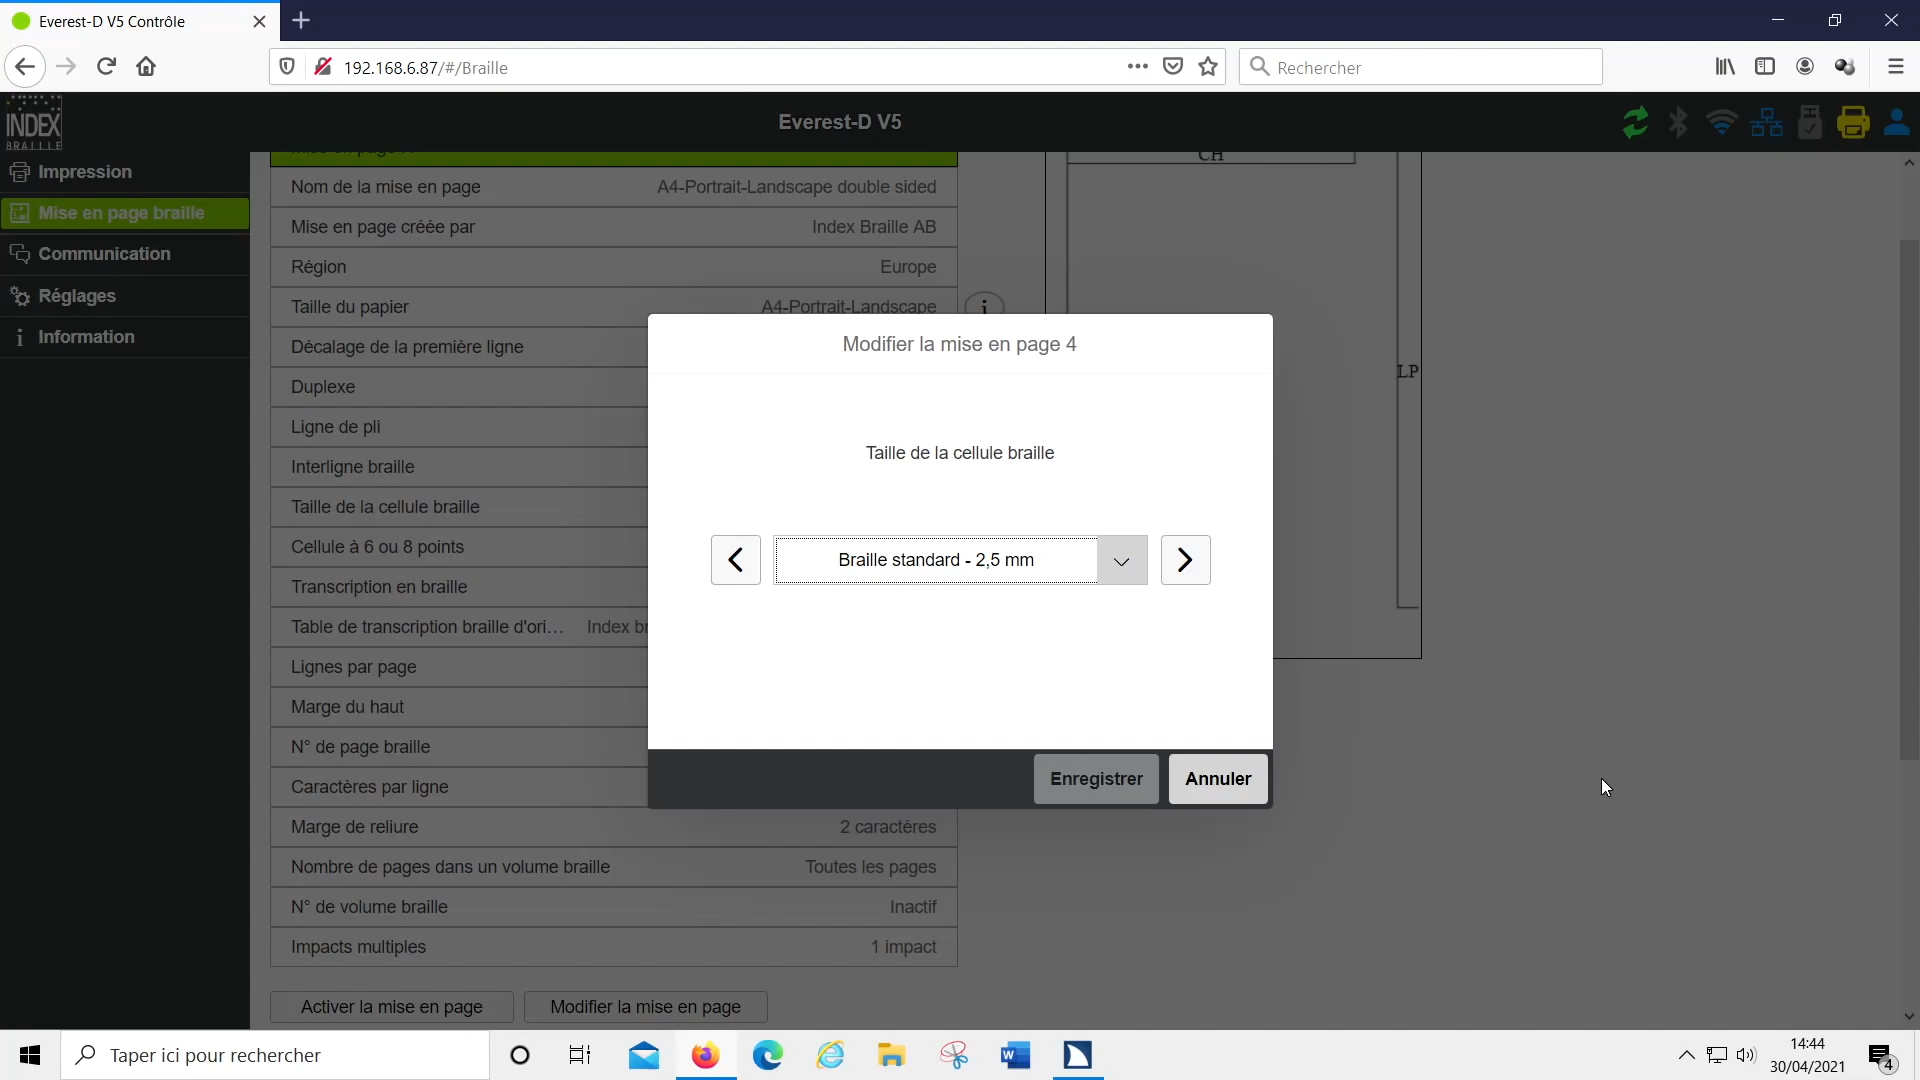 Everest-D V5 Contrôle
192.168.6.87/#/Braille
Rechercher
INDEX
BRAILLE
Everest-D V5
Impression
Mise en page braille
Communication
Réglages
Information
CH
LP
Nom de la mise en page A4-Portrait-Landscape double sided
Mise en page créée par Index Braille AB
Région Europe
Taille du papier A4-Portrait-Landscape i
Décalage de la première ligne
Duplexe
Ligne de pli
Interligne braille
Taille de la cellule braille
Cellule à 6 ou 8 points
Transcription en braille
Table de transcription braille d'ori... Index br
Lignes par page
Marge du haut
N° de page braille
Caractères par ligne
Marge de reliure 2 caractères
Nombre de pages dans un volume braille Toutes les pages
N° de volume braille Inactif
Impacts multiples 1 impact
Activer la mise en page Modifier la mise en page
Modifier la mise en page 4
Taille de la cellule braille
Braille standard - 2,5 mm
Enregistrer Annuler
Taper ici pour rechercher
14:44
30/04/2021
4